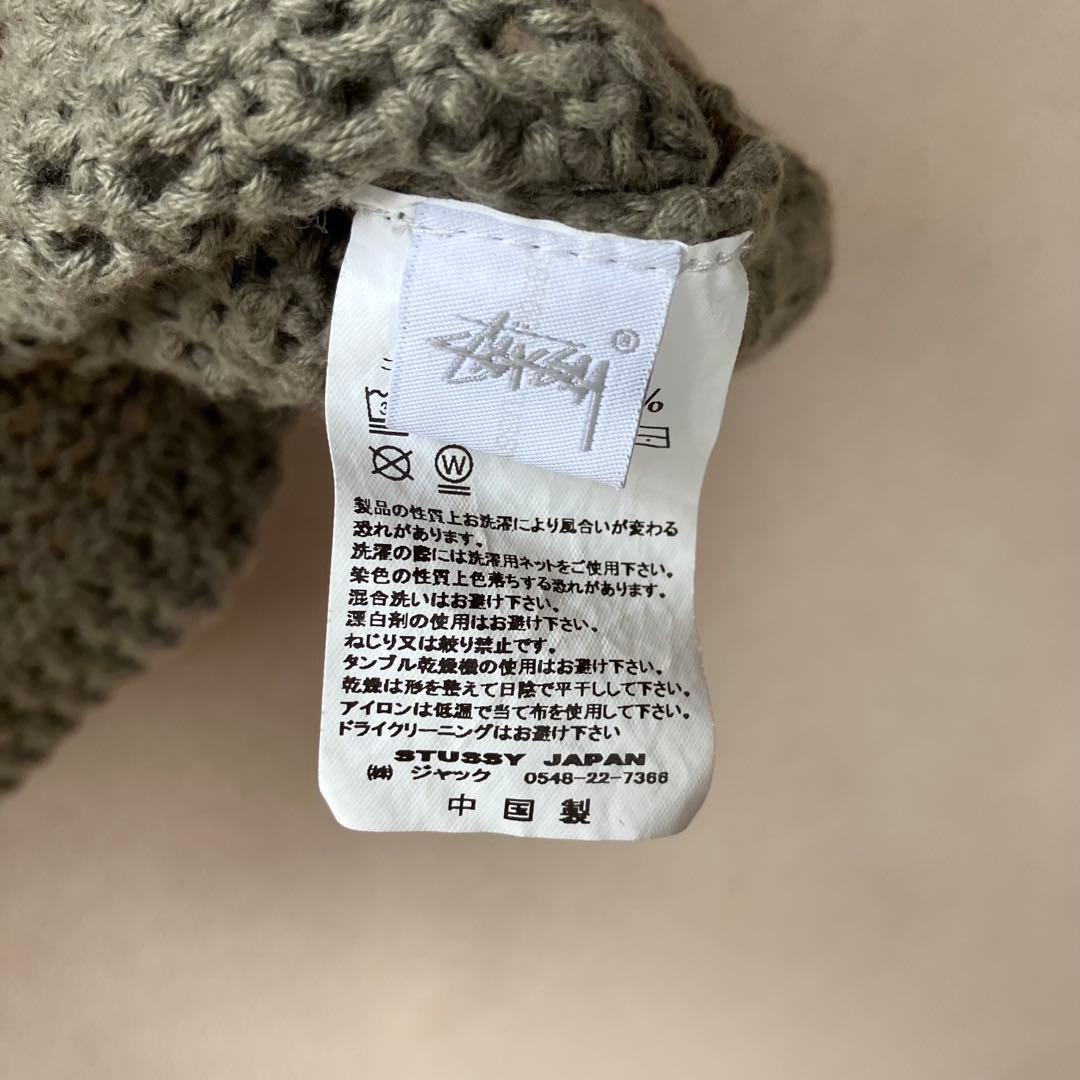 STUSSY
®
%
3
W
製品の性質上お洗濯により風合いが変わる
恐れがあります。
洗濯の際には洗濯用ネットをご使用下さい。
染色の性質上色落ちする恐れがあります。
混合洗いはお避け下さい。
漂白剤の使用はお避け下さい。
ねじり又は絞り禁止です。
タンブル乾燥機の使用はお避け下さい。
乾燥は形を整えて日陰で平干しして下さい。
アイロンは低温で当て布を使用して下さい。
ドライクリーニングはお避け下さい
STUSSY JAPAN
㈱ ジャック 0548-22-7366
中国製